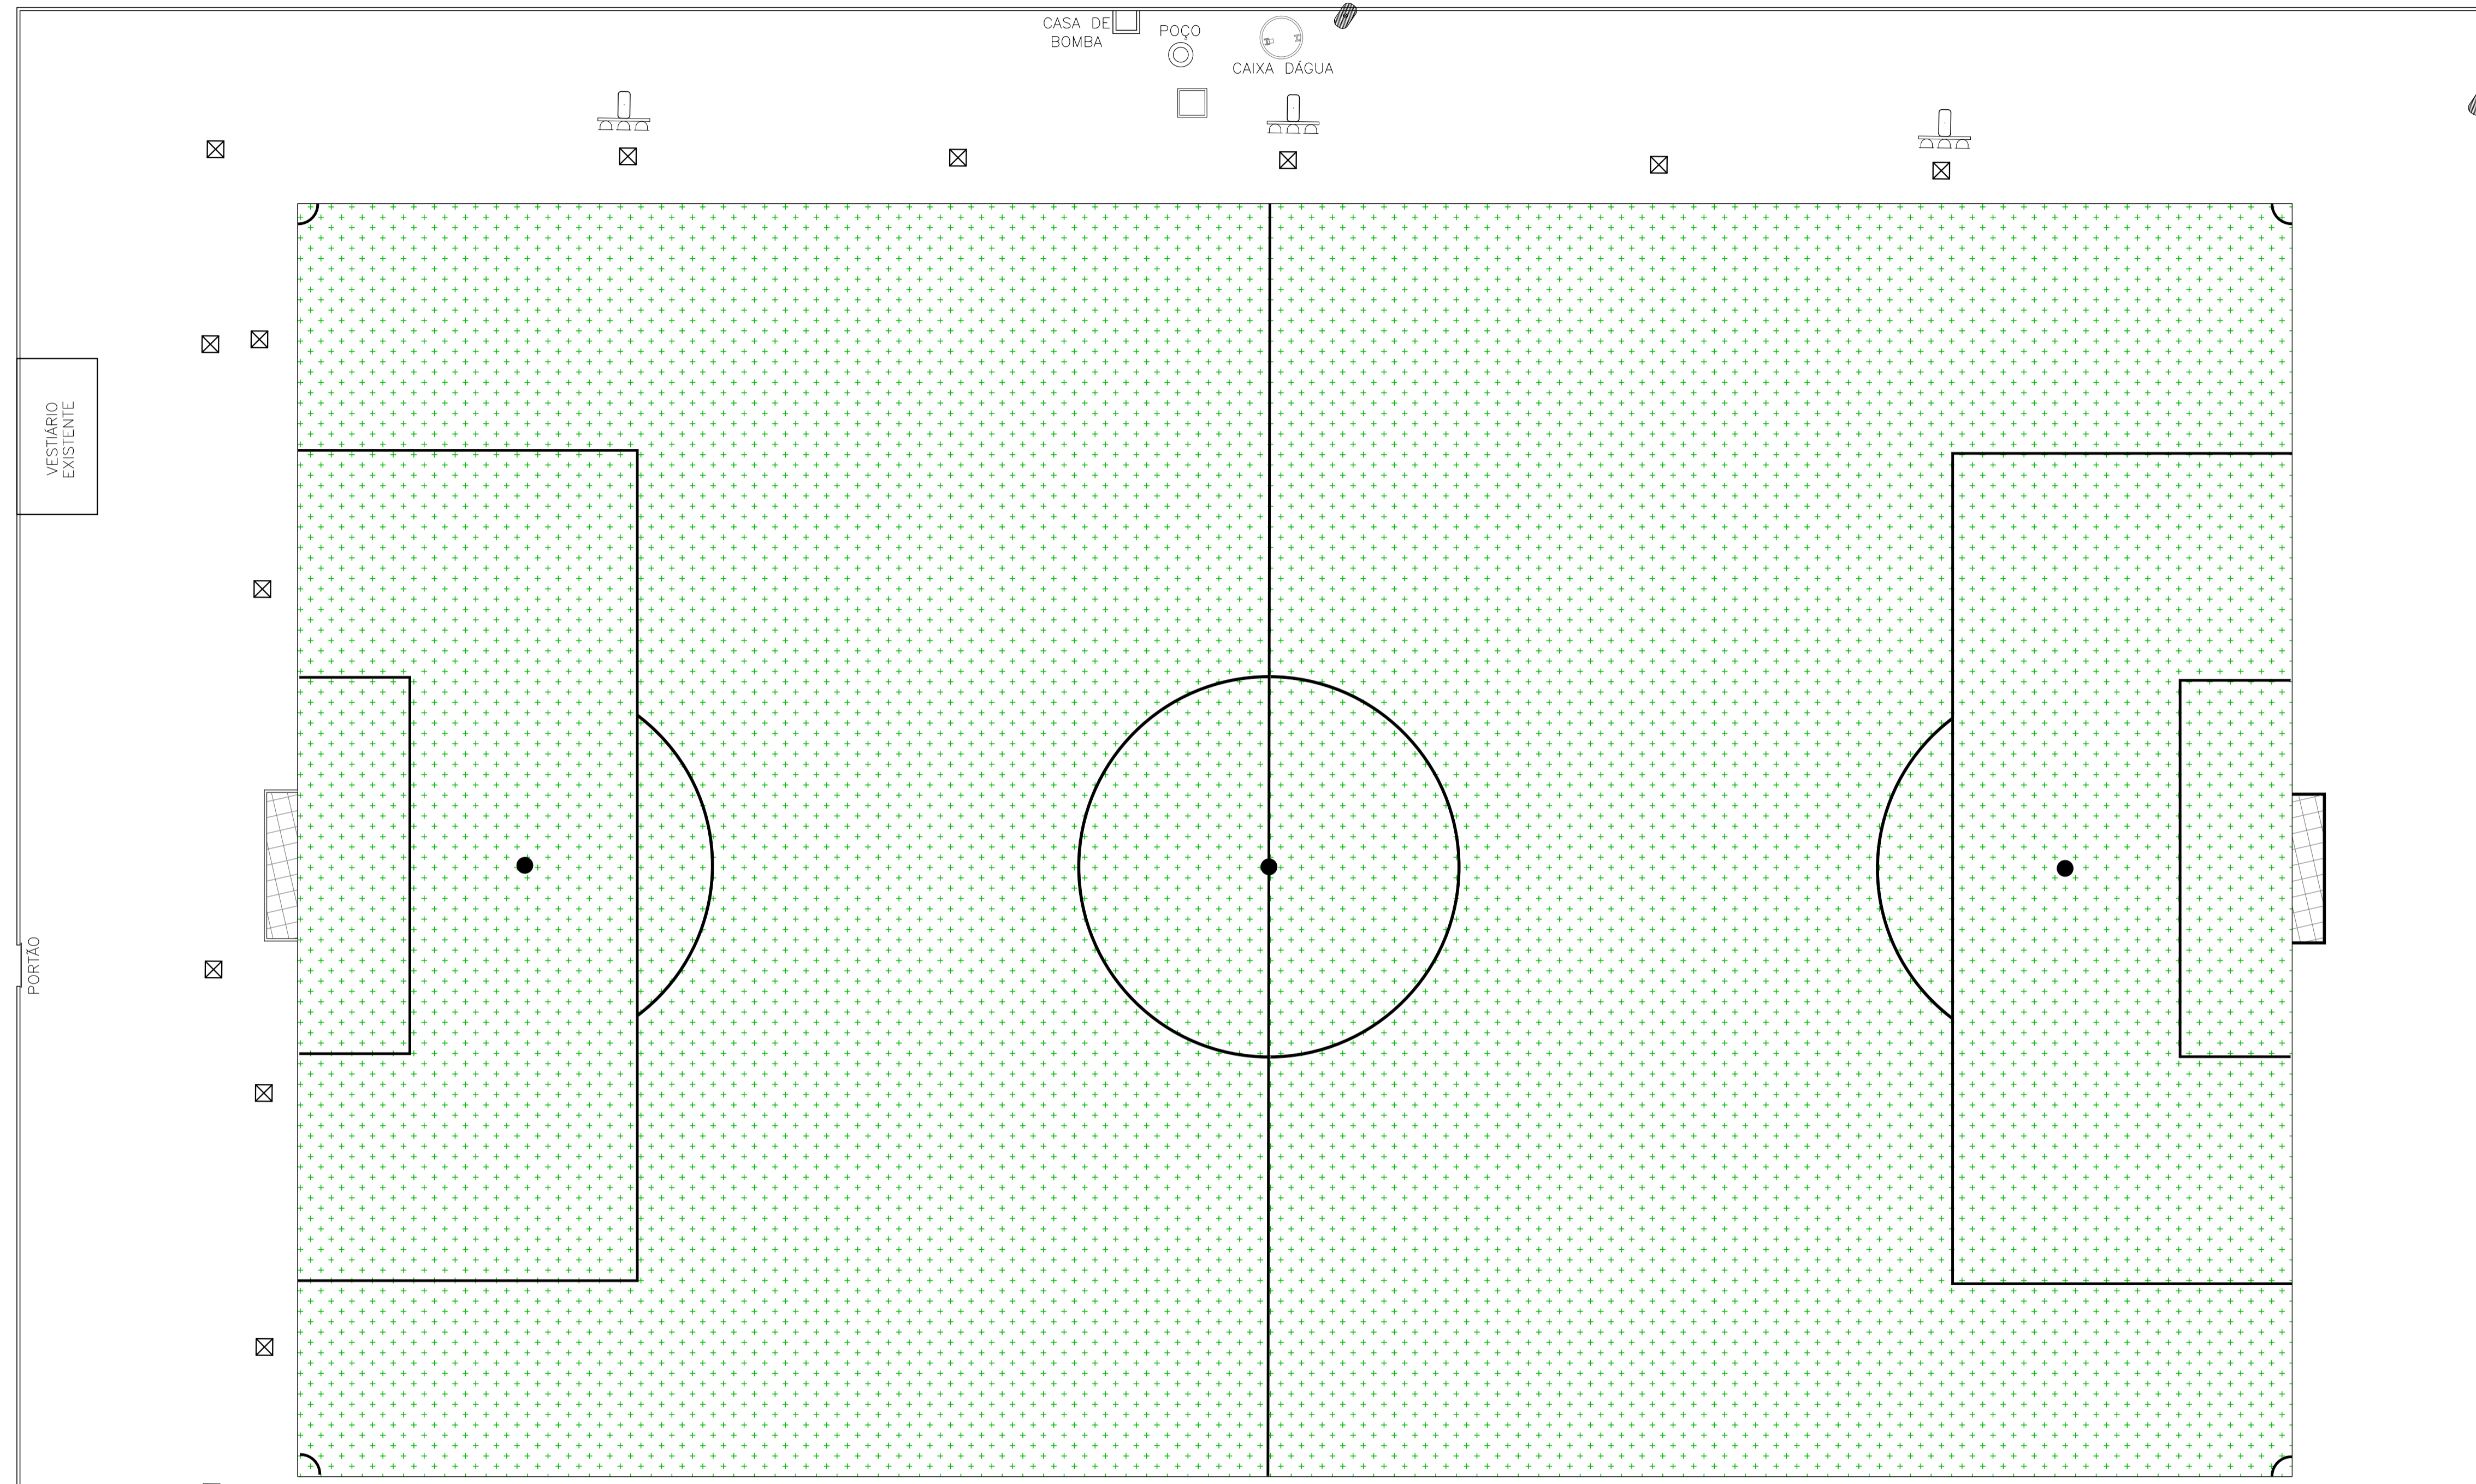 CASA DE
BOMBA
POÇO
CAIXA DÁGUA
VESTIÁRIO
EXISTENTE
PORTÃO